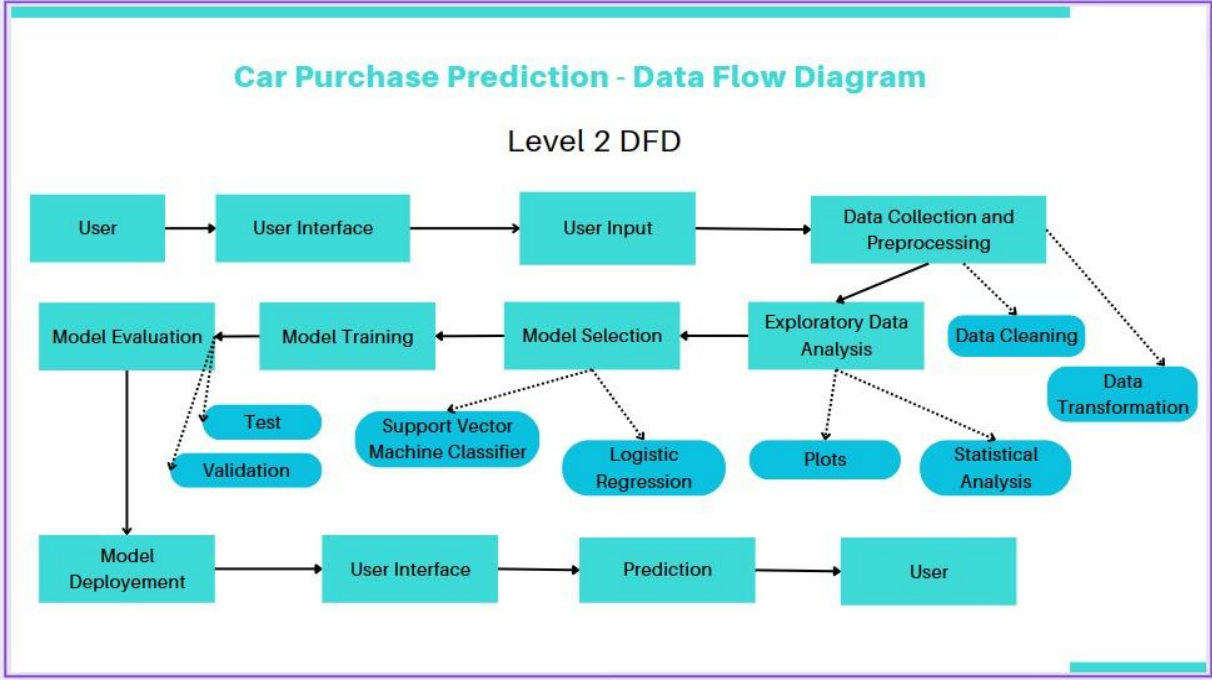 Car Purchase Prediction - Data Flow Diagram
Level 2 DFD
User
User Interface
User Input
Data Collection and
Preprocessing
Model Evaluation
Model Training
Model Selection
Exploratory Data
Analysis
Data Cleaning
Data
Transformation
Test
Validation
Support Vector
Machine Classifier
Logistic
Regression
Plots
Statistical
Analysis
Model
Deployement
User Interface
Prediction
User